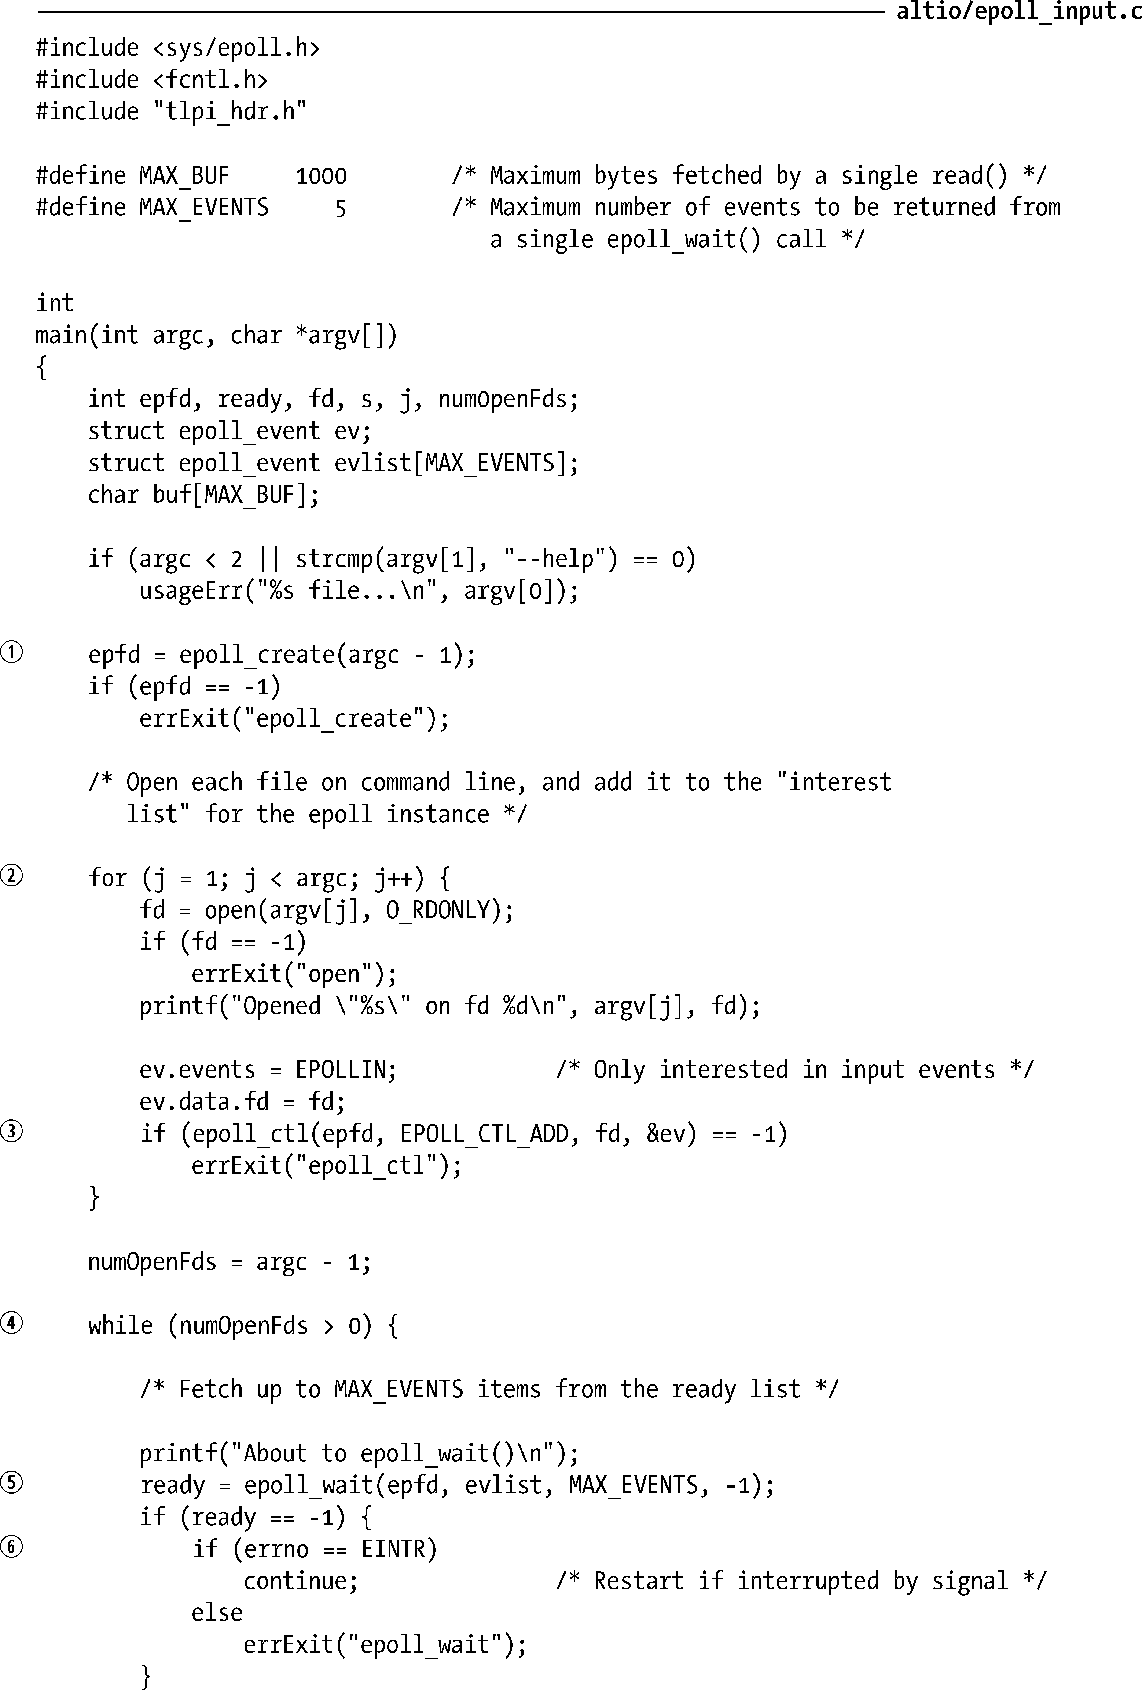 altio/epoll_input.c
#include <sys/epoll.h>
#include <fcntl.h>
#include "tlpi_hdr.h"
#define MAX_BUF     1000        /* Maximum bytes fetched by a single read() */
#define MAX_EVENTS     5        /* Maximum number of events to be returned from
                                   a single epoll_wait() call */
int
main(int argc, char *argv[])
{
    int epfd, ready, fd, s, j, numOpenFds;
    struct epoll_event ev;
    struct epoll_event evlist[MAX_EVENTS];
    char buf[MAX_BUF];
    if (argc < 2 || strcmp(argv[1], "--help") == 0)
        usageErr("%s file...\n", argv[0]);
①   epfd = epoll_create(argc - 1);
    if (epfd == -1)
        errExit("epoll_create");
    /* Open each file on command line, and add it to the "interest
       list" for the epoll instance */
②   for (j = 1; j < argc; j++) {
        fd = open(argv[j], O_RDONLY);
        if (fd == -1)
            errExit("open");
        printf("Opened \"%s\" on fd %d\n", argv[j], fd);
        ev.events = EPOLLIN;            /* Only interested in input events */
        ev.data.fd = fd;
③       if (epoll_ctl(epfd, EPOLL_CTL_ADD, fd, &ev) == -1)
            errExit("epoll_ctl");
    }
    numOpenFds = argc - 1;
④   while (numOpenFds > 0) {
        /* Fetch up to MAX_EVENTS items from the ready list */
        printf("About to epoll_wait()\n");
⑤       ready = epoll_wait(epfd, evlist, MAX_EVENTS, -1);
        if (ready == -1) {
⑥           if (errno == EINTR)
                continue;               /* Restart if interrupted by signal */
            else
                errExit("epoll_wait");
        }